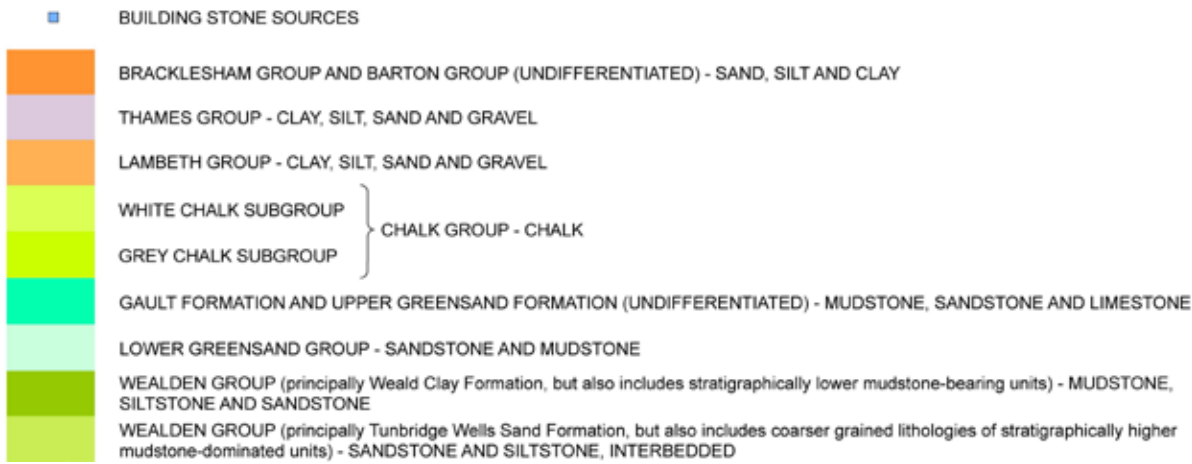 BUILDING STONE SOURCES
BRACKLESHAM GROUP AND BARTON GROUP (UNDIFFERENTIATED) - SAND, SILT AND CLAY
THAMES GROUP - CLAY, SILT, SAND AND GRAVEL
LAMBETH GROUP - CLAY, SILT, SAND AND GRAVEL
WHITE CHALK SUBGROUP
CHALK GROUP - CHALK
GREY CHALK SUBGROUP
GAULT FORMATION AND UPPER GREENSAND FORMATION (UNDIFFERENTIATED) - MUDSTONE, SANDSTONE AND LIMESTONE
LOWER GREENSAND GROUP - SANDSTONE AND MUDSTONE
WEALDEN GROUP (principally Weald Clay Formation, but also includes stratigraphically lower mudstone-bearing units) - MUDSTONE,
SILTSTONE AND SANDSTONE
WEALDEN GROUP (principally Tunbridge Wells Sand Formation, but also includes coarser grained lithologies of stratigraphically higher
mudstone-dominated units) - SANDSTONE AND SILTSTONE, INTERBEDDED